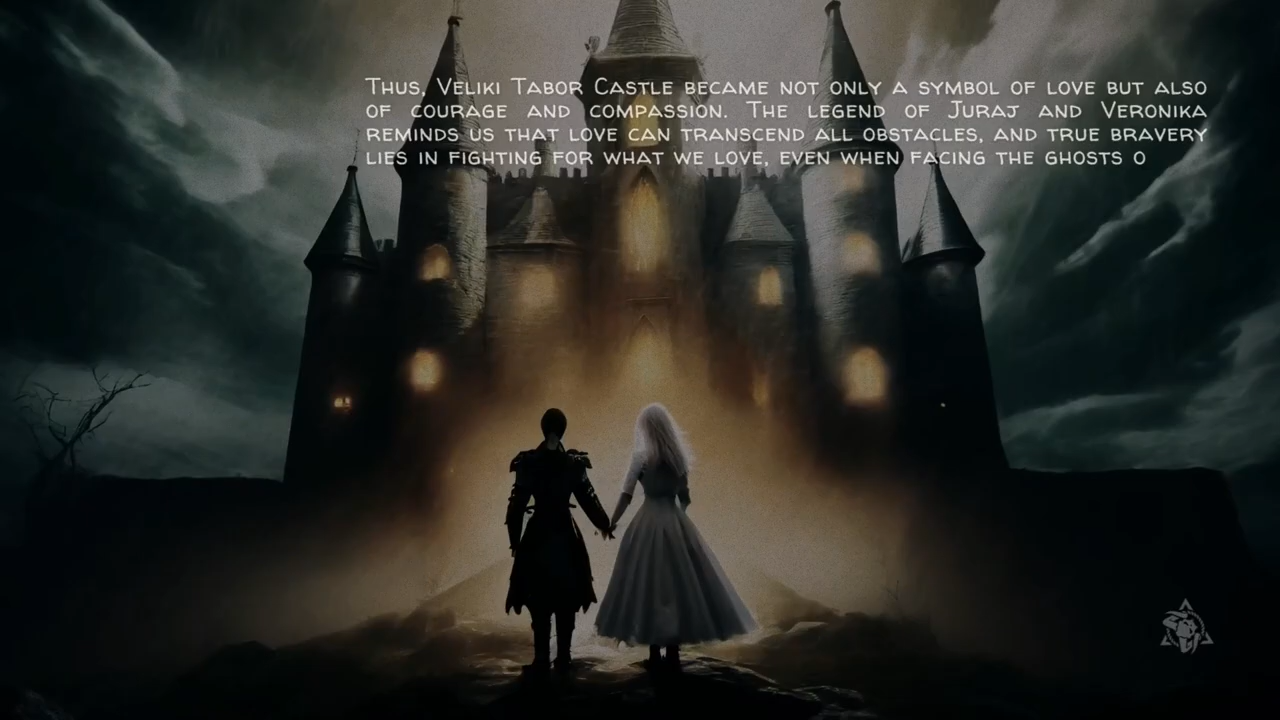 Thus, Veliki Tabor Castle became not only a symbol of love but also
of courage and compassion. The legend of Juraj and Veronika
reminds us that love can transcend all obstacles, and true bravery
lies in fighting for what we love, even when facing the ghosts o